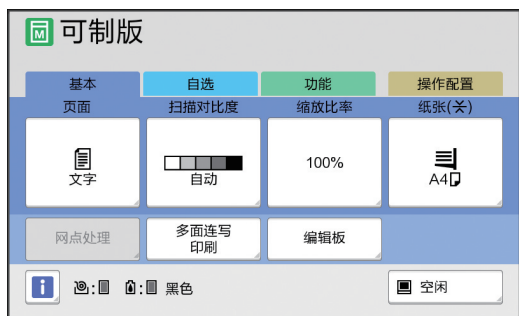 可制版
基本 自选 功能 操作配置
页面 扫描对比度 缩放比率 纸张
文字 自动 100% A4
网点处理 多面连写 编辑板
印刷
i : : 黑色 空闲